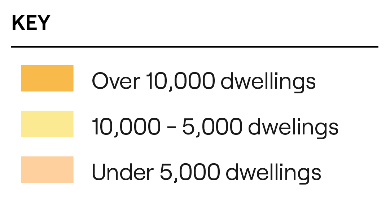 KEY
Over 10,000 dwellings
10,000 - 5,000 dwelings
Under 5,000 dwellings